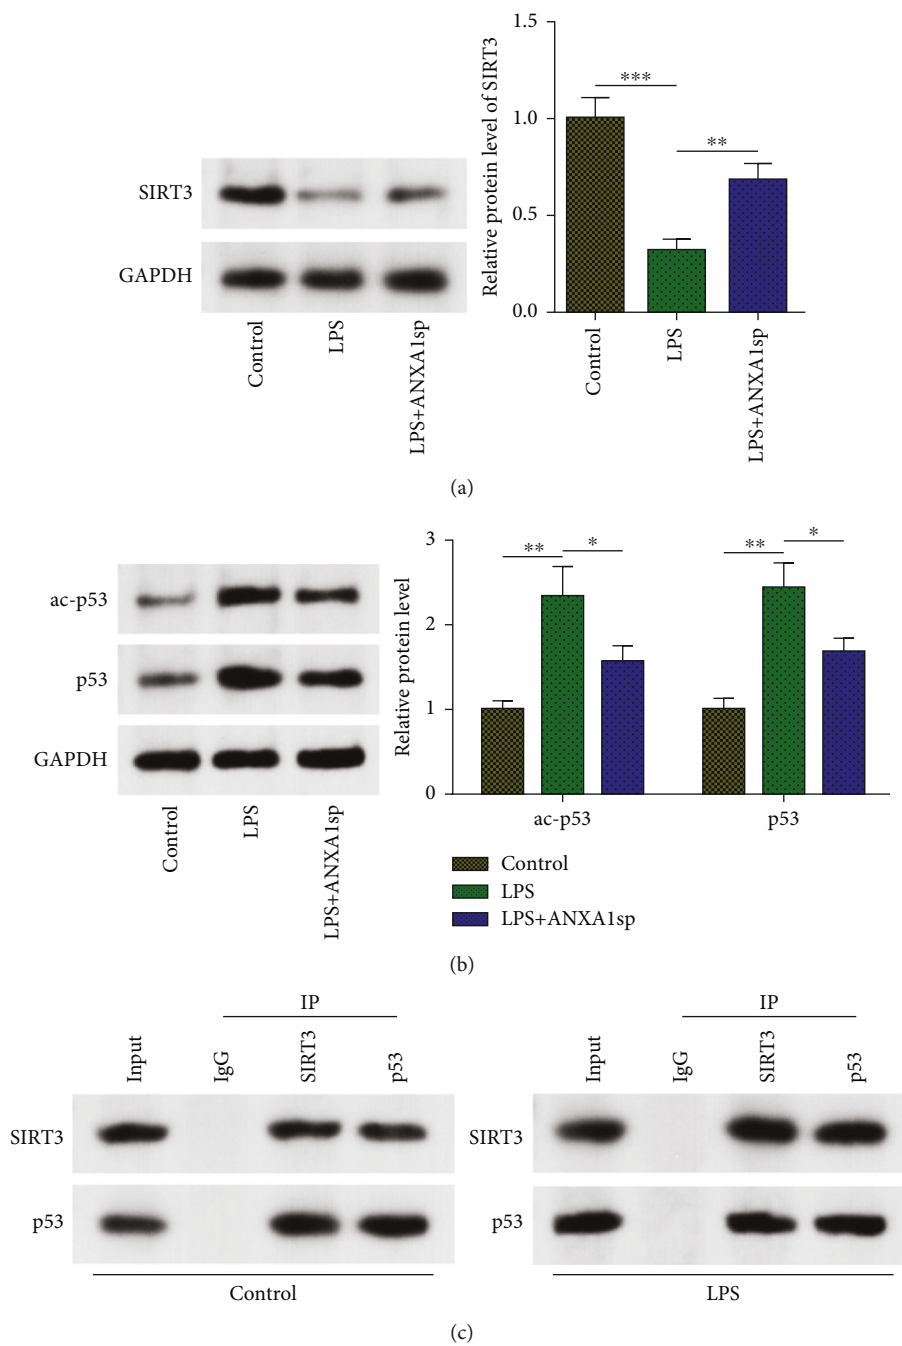 SIRT3
GAPDH
Control
LPS
LPS+ANXA1sp
Relative protein level of SIRT3
1.5
1.0
0.5
0.0
***
**
Control
LPS
LPS+ANXA1sp
(a)
ac-p53
p53
GAPDH
Control
LPS
LPS+ANXA1sp
Relative protein level
3
2
1
0
** * ** *
ac-p53 p53
Control
LPS
LPS+ANXA1sp
(b)
IP
Input IgG SIRT3 p53
SIRT3
p53
Control
IP
Input IgG SIRT3 p53
SIRT3
p53
LPS
(c)